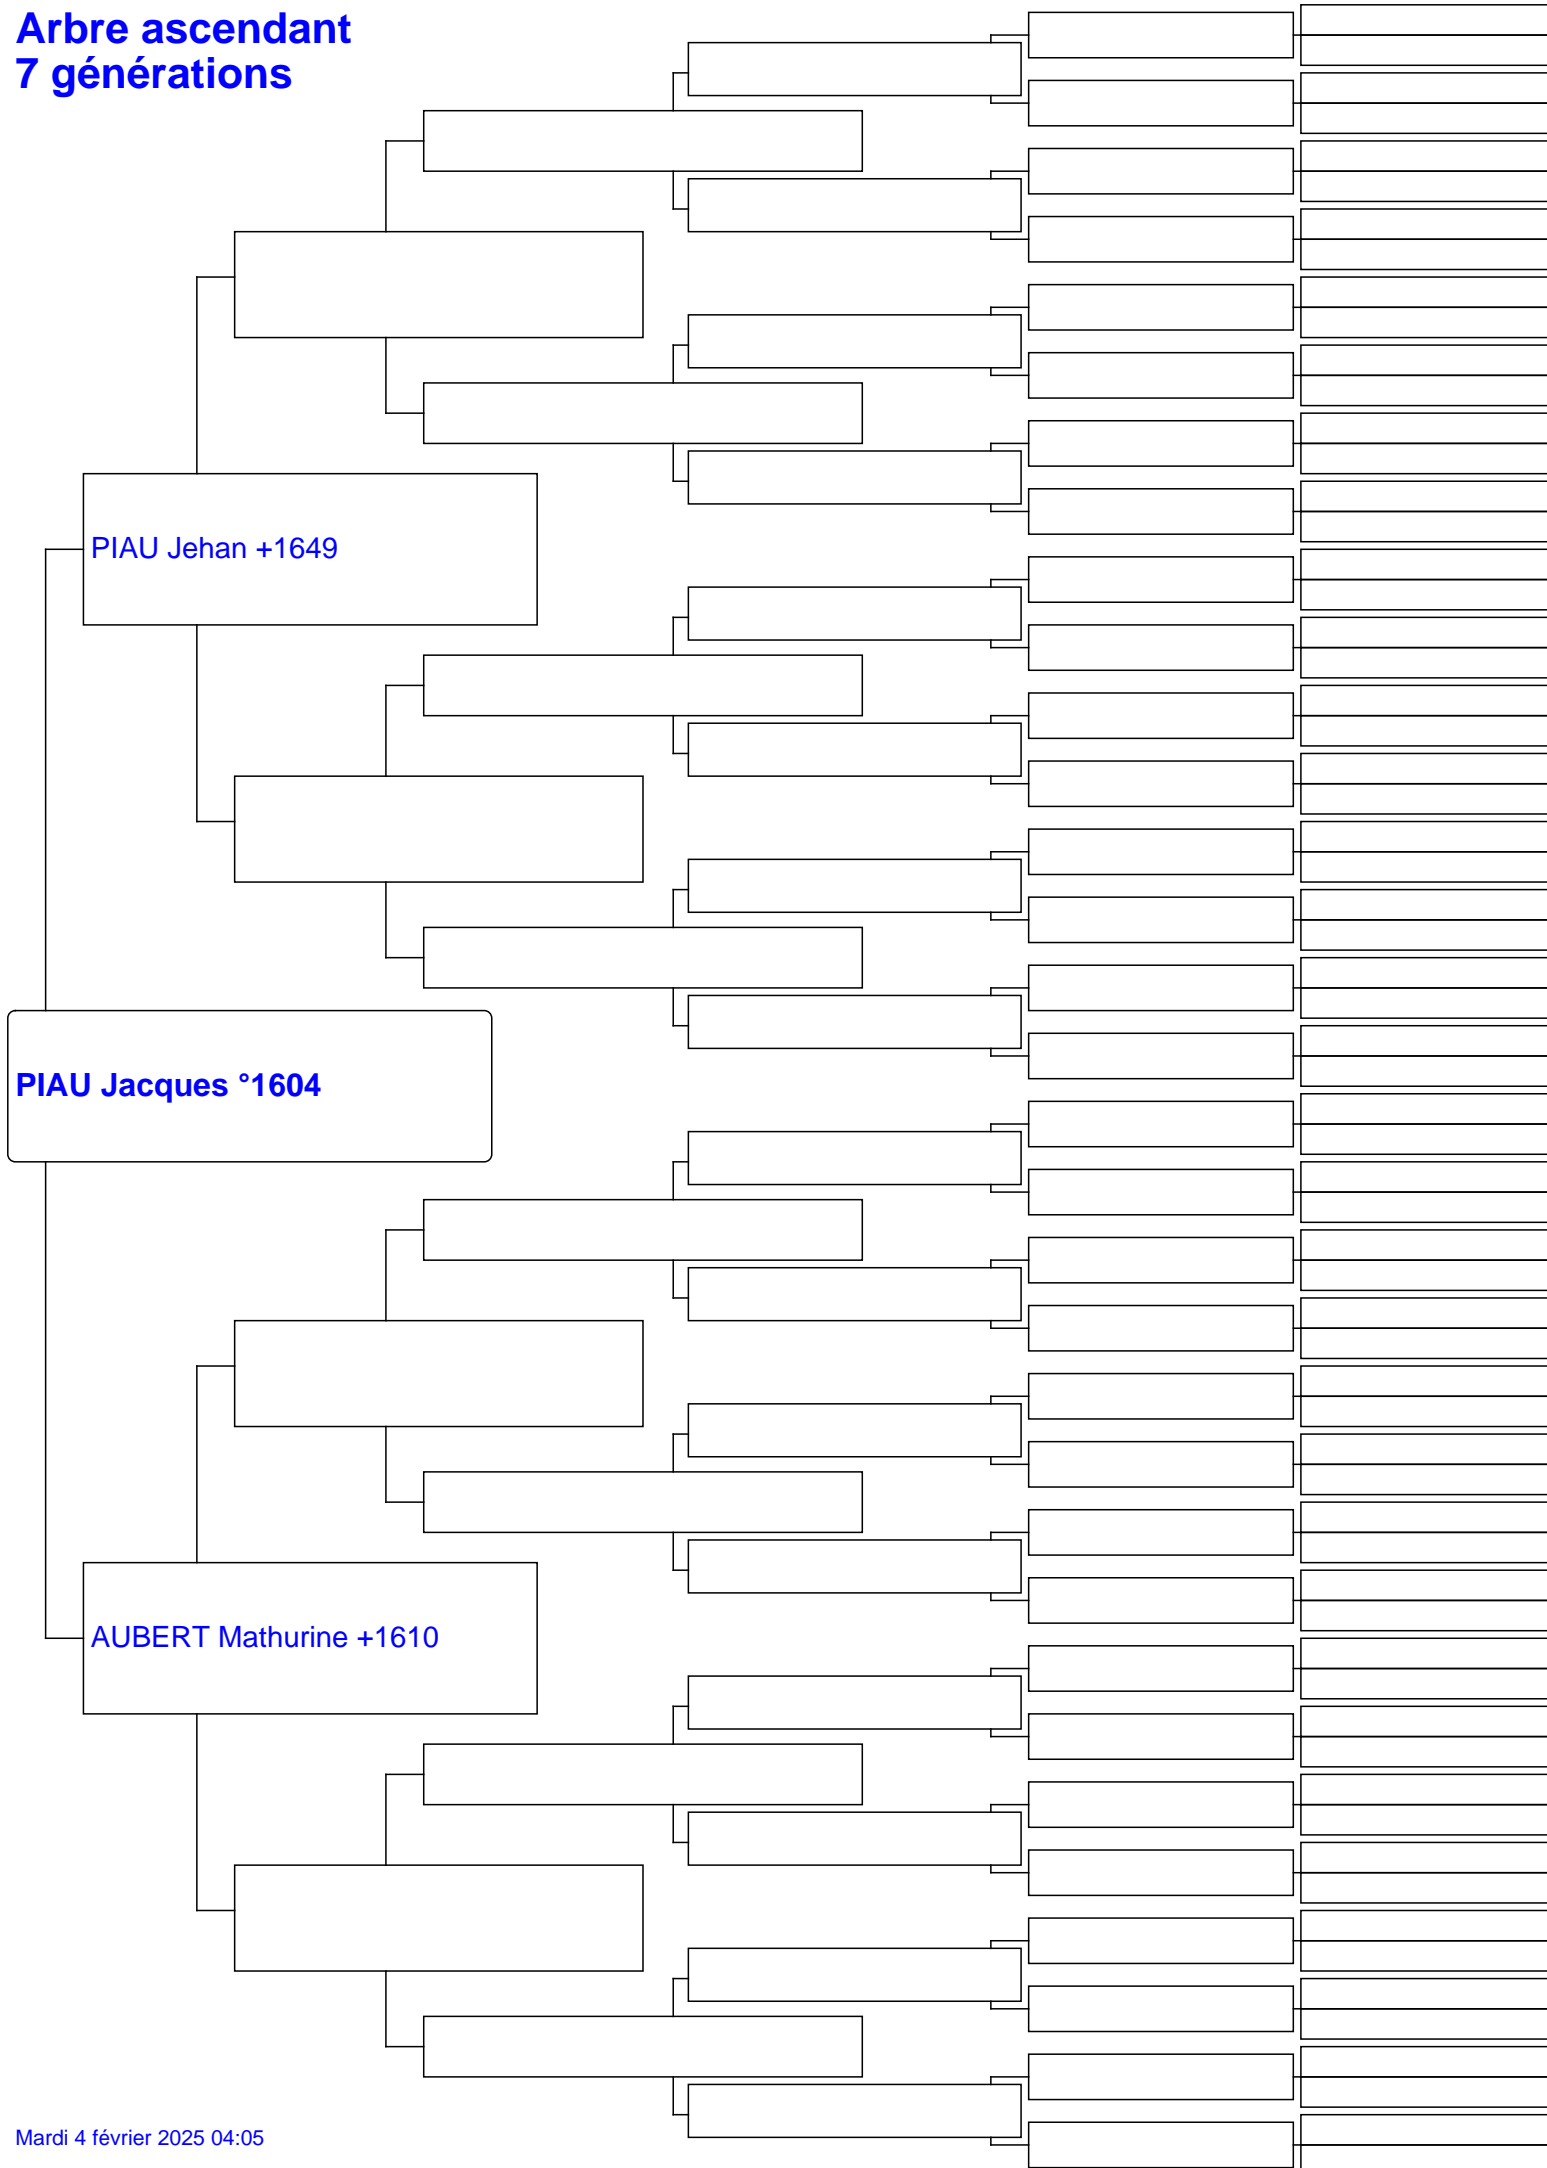 Arbre ascendant
7 générations
PIAU Jehan +1649
PIAU Jacques °1604
AUBERT Mathurine +1610
Mardi 4 février 2025 04:05